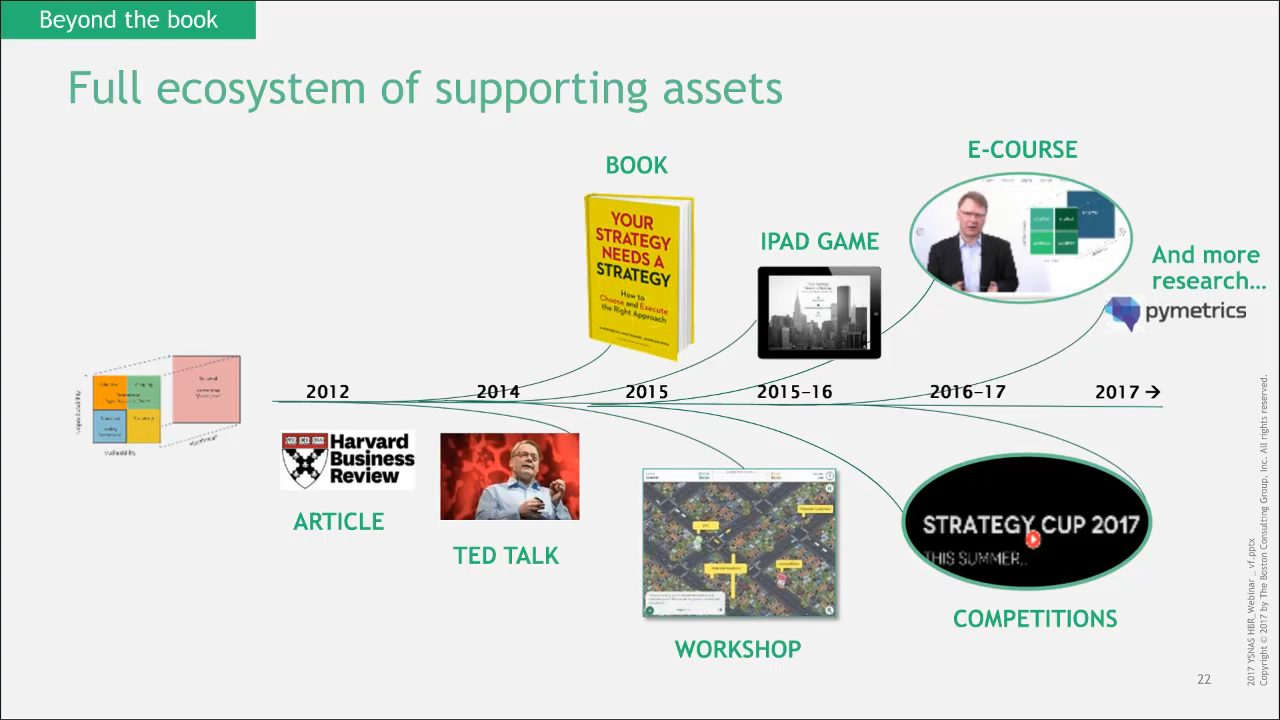 Beyond the book
Full ecosystem of supporting assets
BOOK
YOUR
STRATEGY
NEEDS A
STRATEGY
How to
Choose and Execute
the Right Approach
IPAD GAME
E-COURSE
And more
research...
pymetrics
2012
2014
2015
2015-16
2016-17
2017 →
Harvard
Business
Review
ARTICLE
TED TALK
WORKSHOP
STRATEGY CUP 2017
THIS SUMMER...
COMPETITIONS
22
2017 YSNAS HBR_Webinar _ vf.pptx
Copyright © 2017 by The Boston Consulting Group, Inc. All rights reserved.